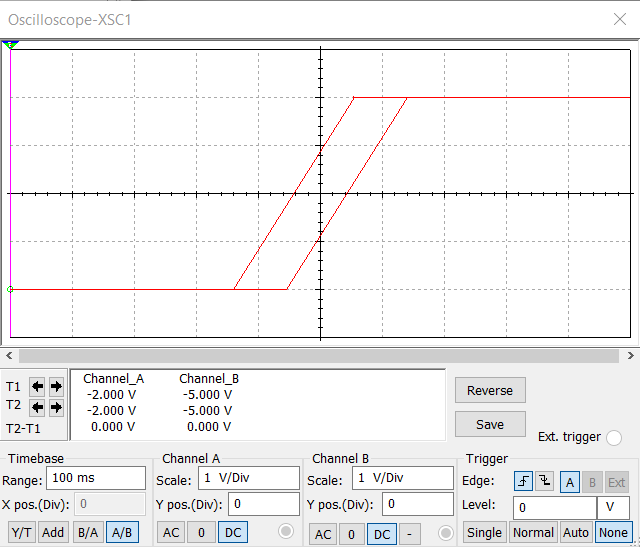 Oscilloscope-XSC1
Channel_A Channel_B
T1 -2.000 V -5.000 V
T2 -2.000 V -5.000 V
T2-T1 0.000 V 0.000 V
Reverse
Save
Ext. trigger
Timebase
Range: 100 ms
X pos.(Div): 0
Y/T Add B/A A/B
Channel A
Scale: 1 V/Div
Y pos.(Div): 0
AC 0 DC
Channel B
Scale: 1 V/Div
Y pos.(Div): 0
AC 0 DC -
Trigger
Edge: A B Ext
Level: 0 V
Single Normal Auto None